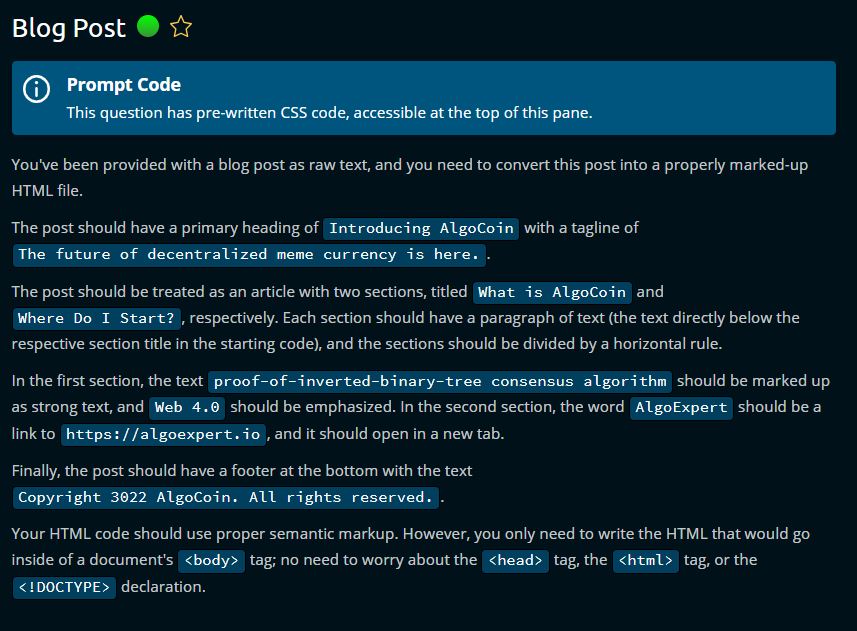 Blog Post
Prompt Code
This question has pre-written CSS code, accessible at the top of this pane.
You've been provided with a blog post as raw text, and you need to convert this post into a properly marked-up
HTML file.
The post should have a primary heading of Introducing AlgoCoin with a tagline of
The future of decentralized meme currency is here. .
The post should be treated as an article with two sections, titled What is AlgoCoin and
Where Do I Start? , respectively. Each section should have a paragraph of text (the text directly below the
respective section title in the starting code), and the sections should be divided by a horizontal rule.
In the first section, the text proof-of-inverted-binary-tree consensus algorithm should be marked up
as strong text, and Web 4.0 should be emphasized. In the second section, the word AlgoExpert should be a
link to https://algoexpert.io , and it should open in a new tab.
Finally, the post should have a footer at the bottom with the text
Copyright 3022 AlgoCoin. All rights reserved. .
Your HTML code should use proper semantic markup. However, you only need to write the HTML that would go
inside of a document's <body> tag; no need to worry about the <head> tag, the <html> tag, or the
<!DOCTYPE> declaration.